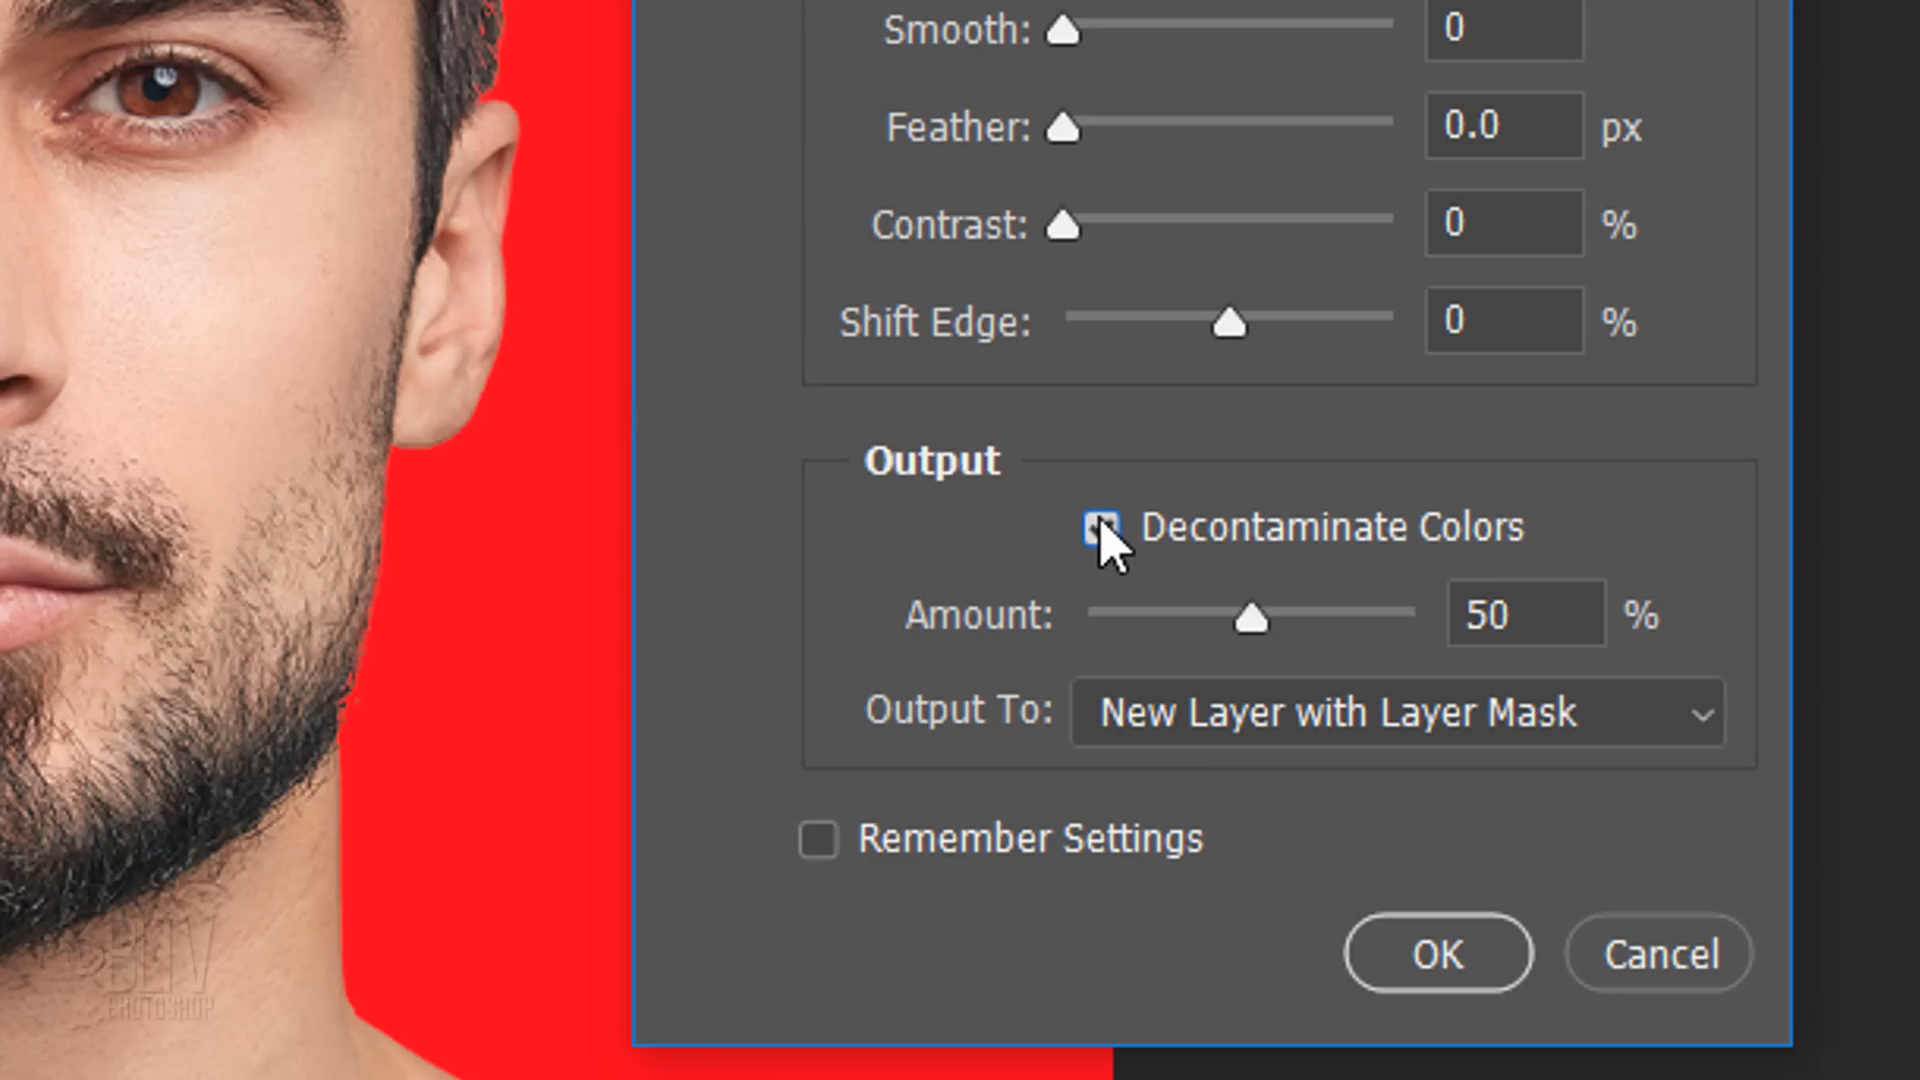 Smooth: 0
Feather: 0.0 px
Contrast: 0 %
Shift Edge: 0 %
Output
Decontaminate Colors
Amount: 50 %
Output To: New Layer with Layer Mask
Remember Settings
OK Cancel
PHOTOSHOP